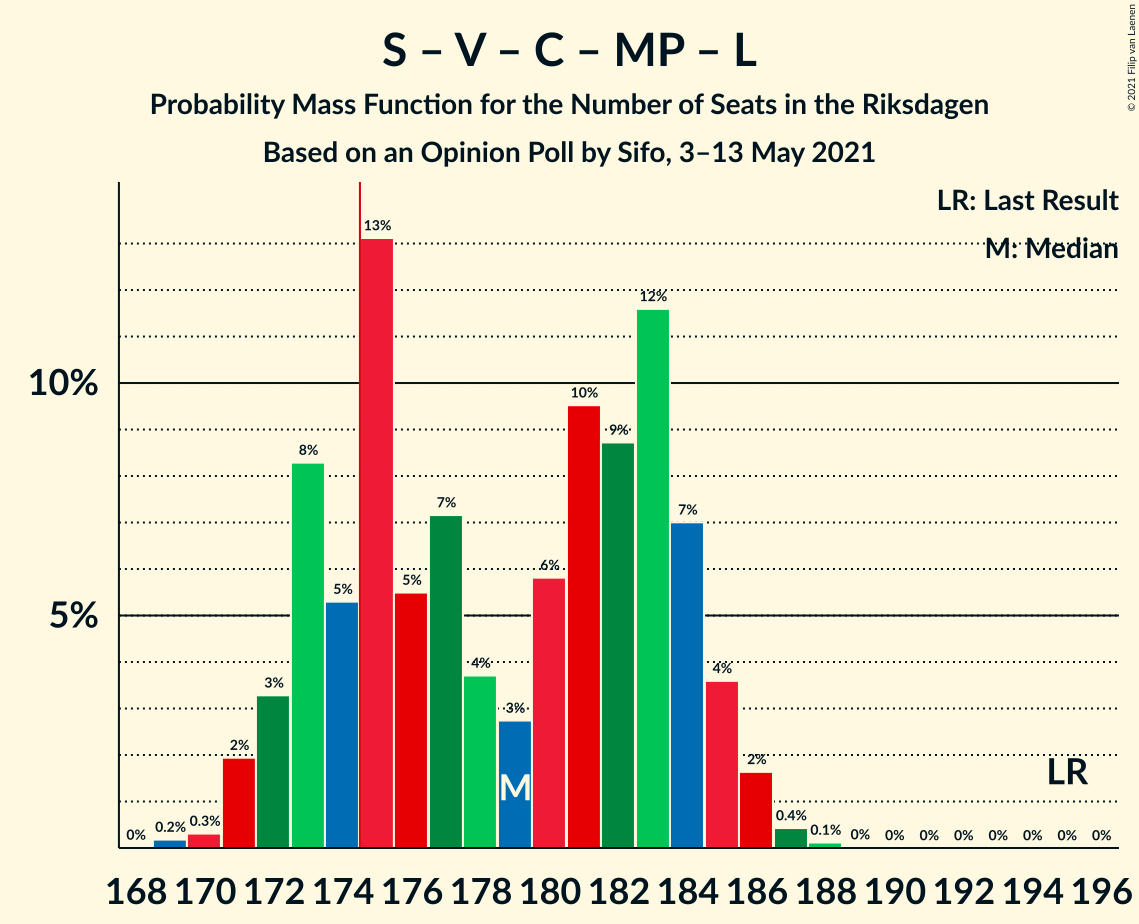 S – V – C – MP – L
Probability Mass Function for the Number of Seats in the Riksdagen
Based on an Opinion Poll by Sifo, 3–13 May 2021
© 2021 Filip van Laenen
LR: Last Result
M: Median
10%
5%
0% 0.2% 0.3% 2% 3% 8% 5% 13% 5% 7% 4% 3% 6% 10% 9% 12% 7% 4% 2% 0.4% 0.1% 0% 0% 0% 0% 0% 0% 0% 0%
M
LR
168 170 172 174 176 178 180 182 184 186 188 190 192 194 196